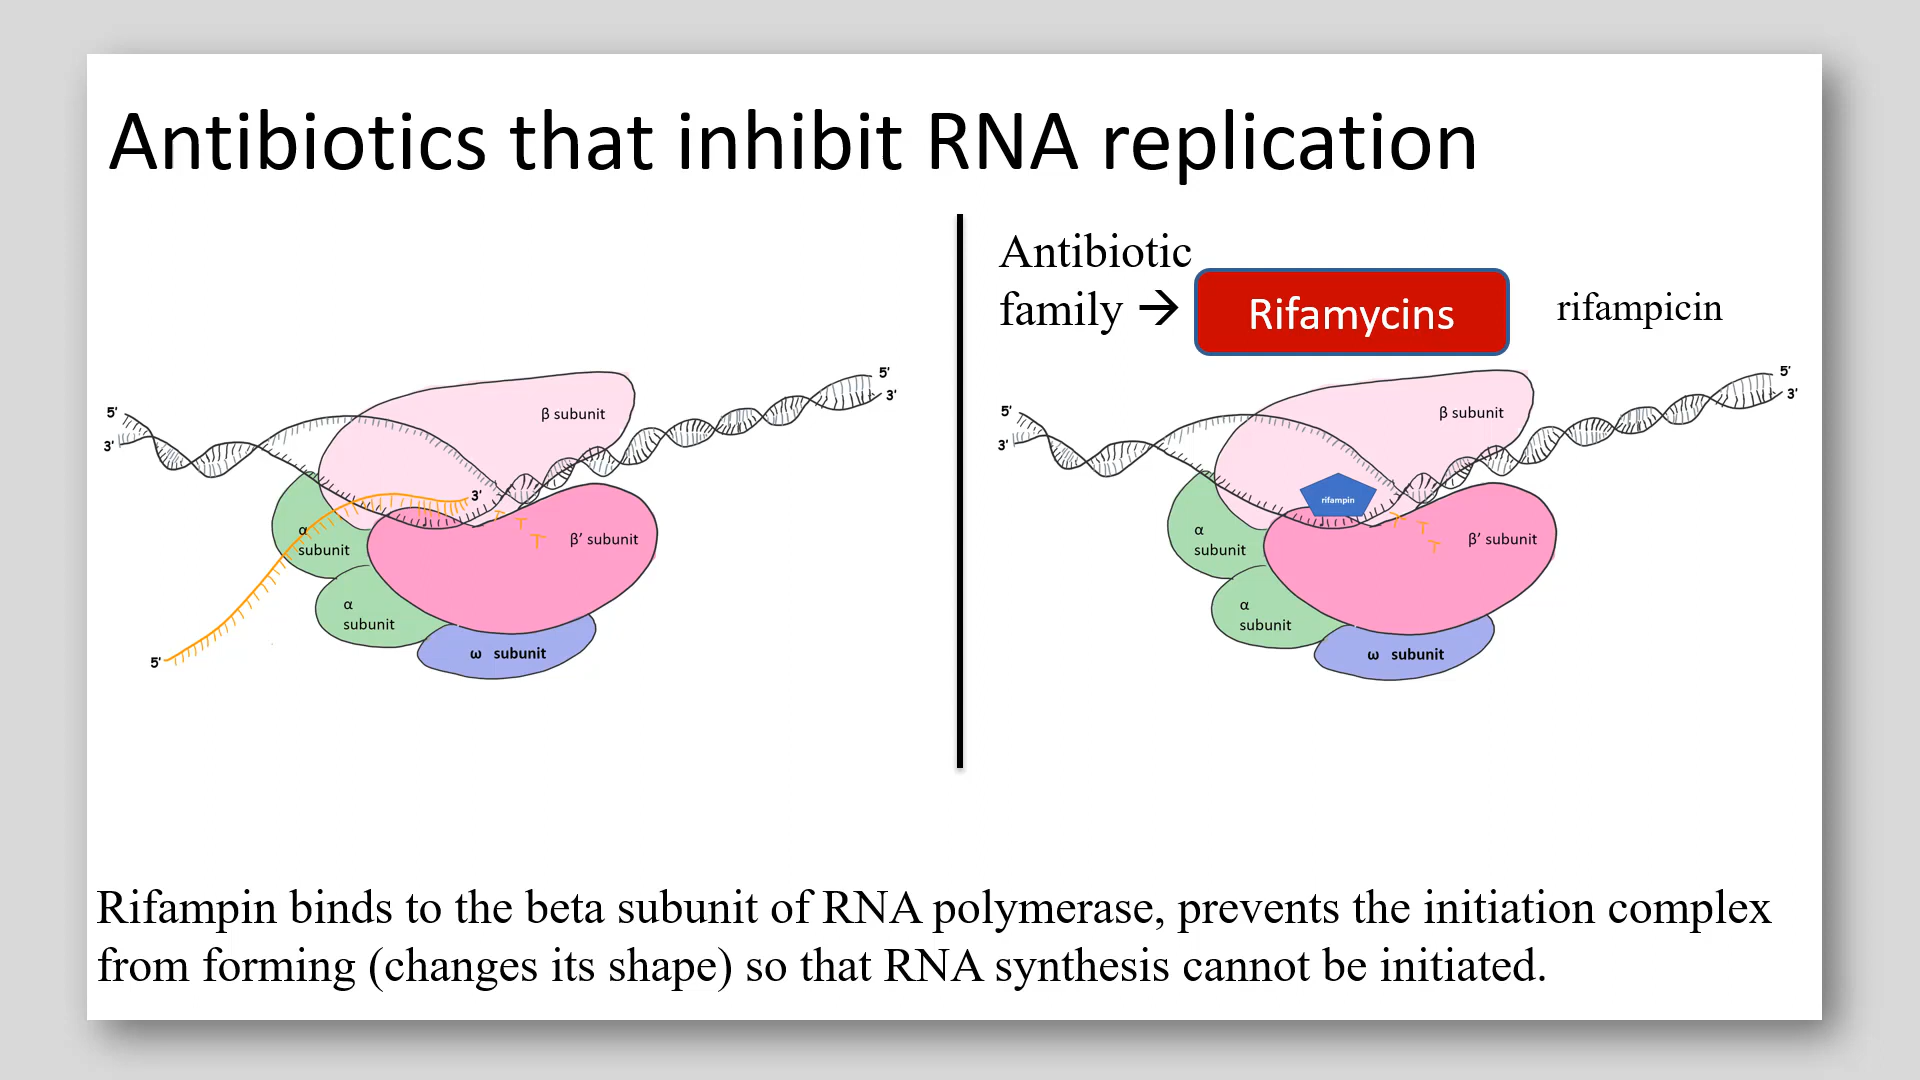 Antibiotics that inhibit RNA replication
Antibiotic
family →
Rifamycins
rifampicin
5'
3'
5'
3'
β subunit
3'
α
subunit
β' subunit
α
subunit
ω subunit
5'
5'
3'
5'
3'
β subunit
rifampin
α
subunit
β' subunit
α
subunit
ω subunit
Rifampin binds to the beta subunit of RNA polymerase, prevents the initiation complex
from forming (changes its shape) so that RNA synthesis cannot be initiated.